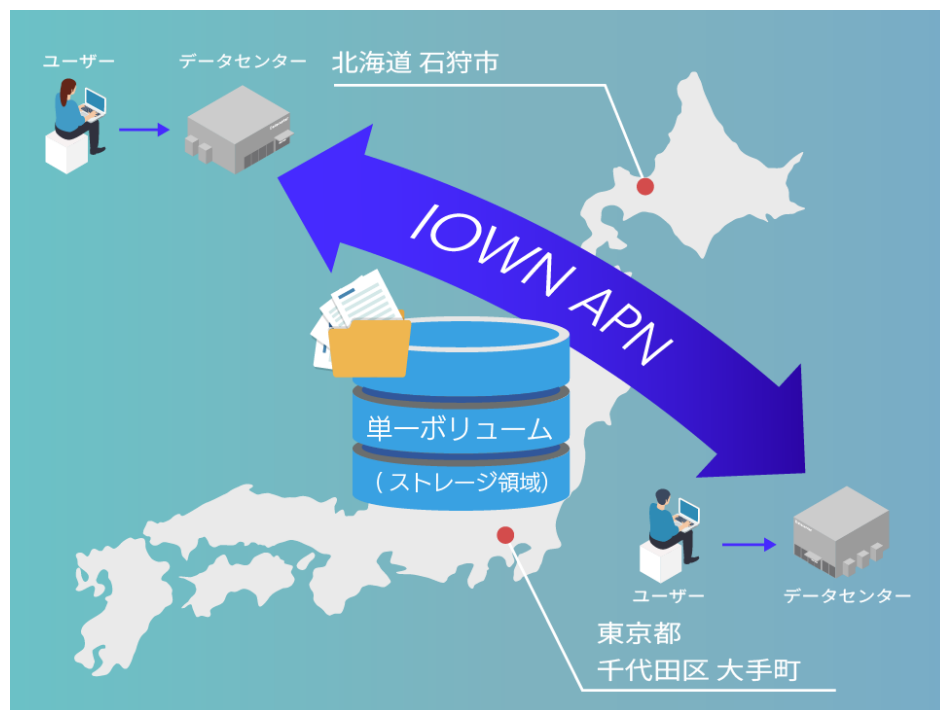 ユーザー
データセンター
北海道 石狩市
IOWN APN
単一ボリューム
( ストレージ領域)
ユーザー
データセンター
東京都
千代田区 大手町